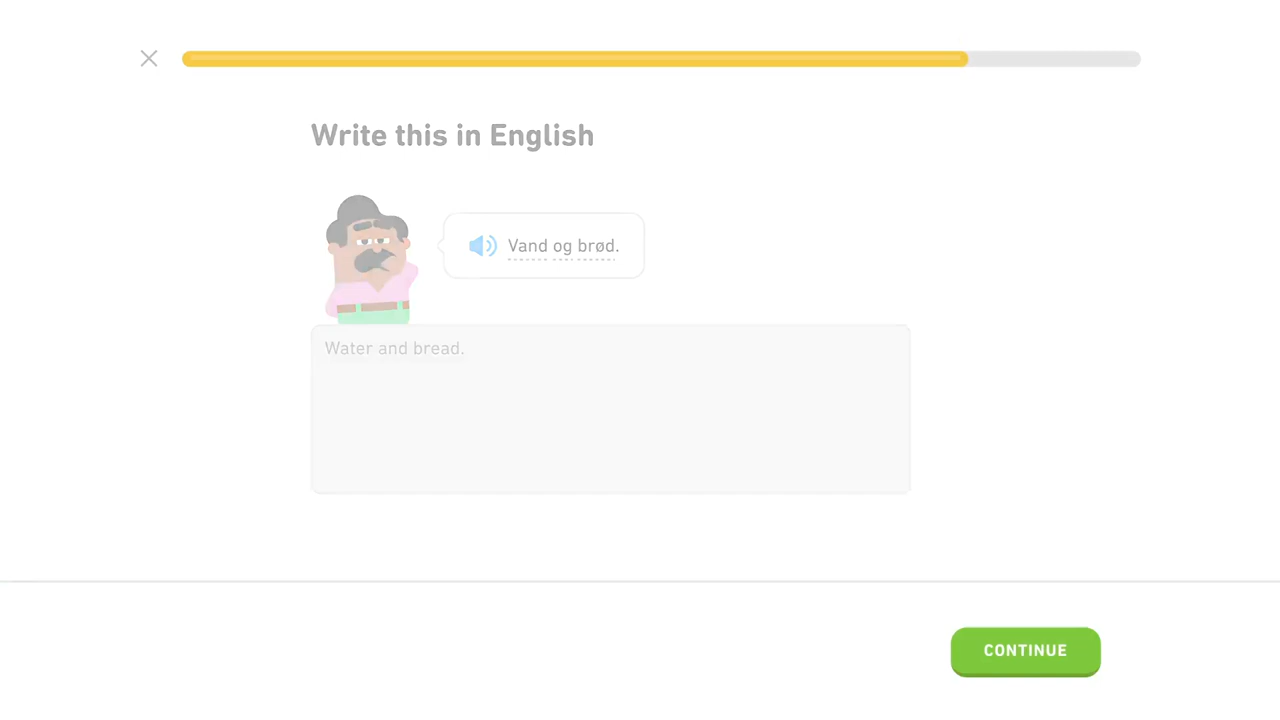 Write this in English
Vand og brød.
Water and bread.
CONTINUE